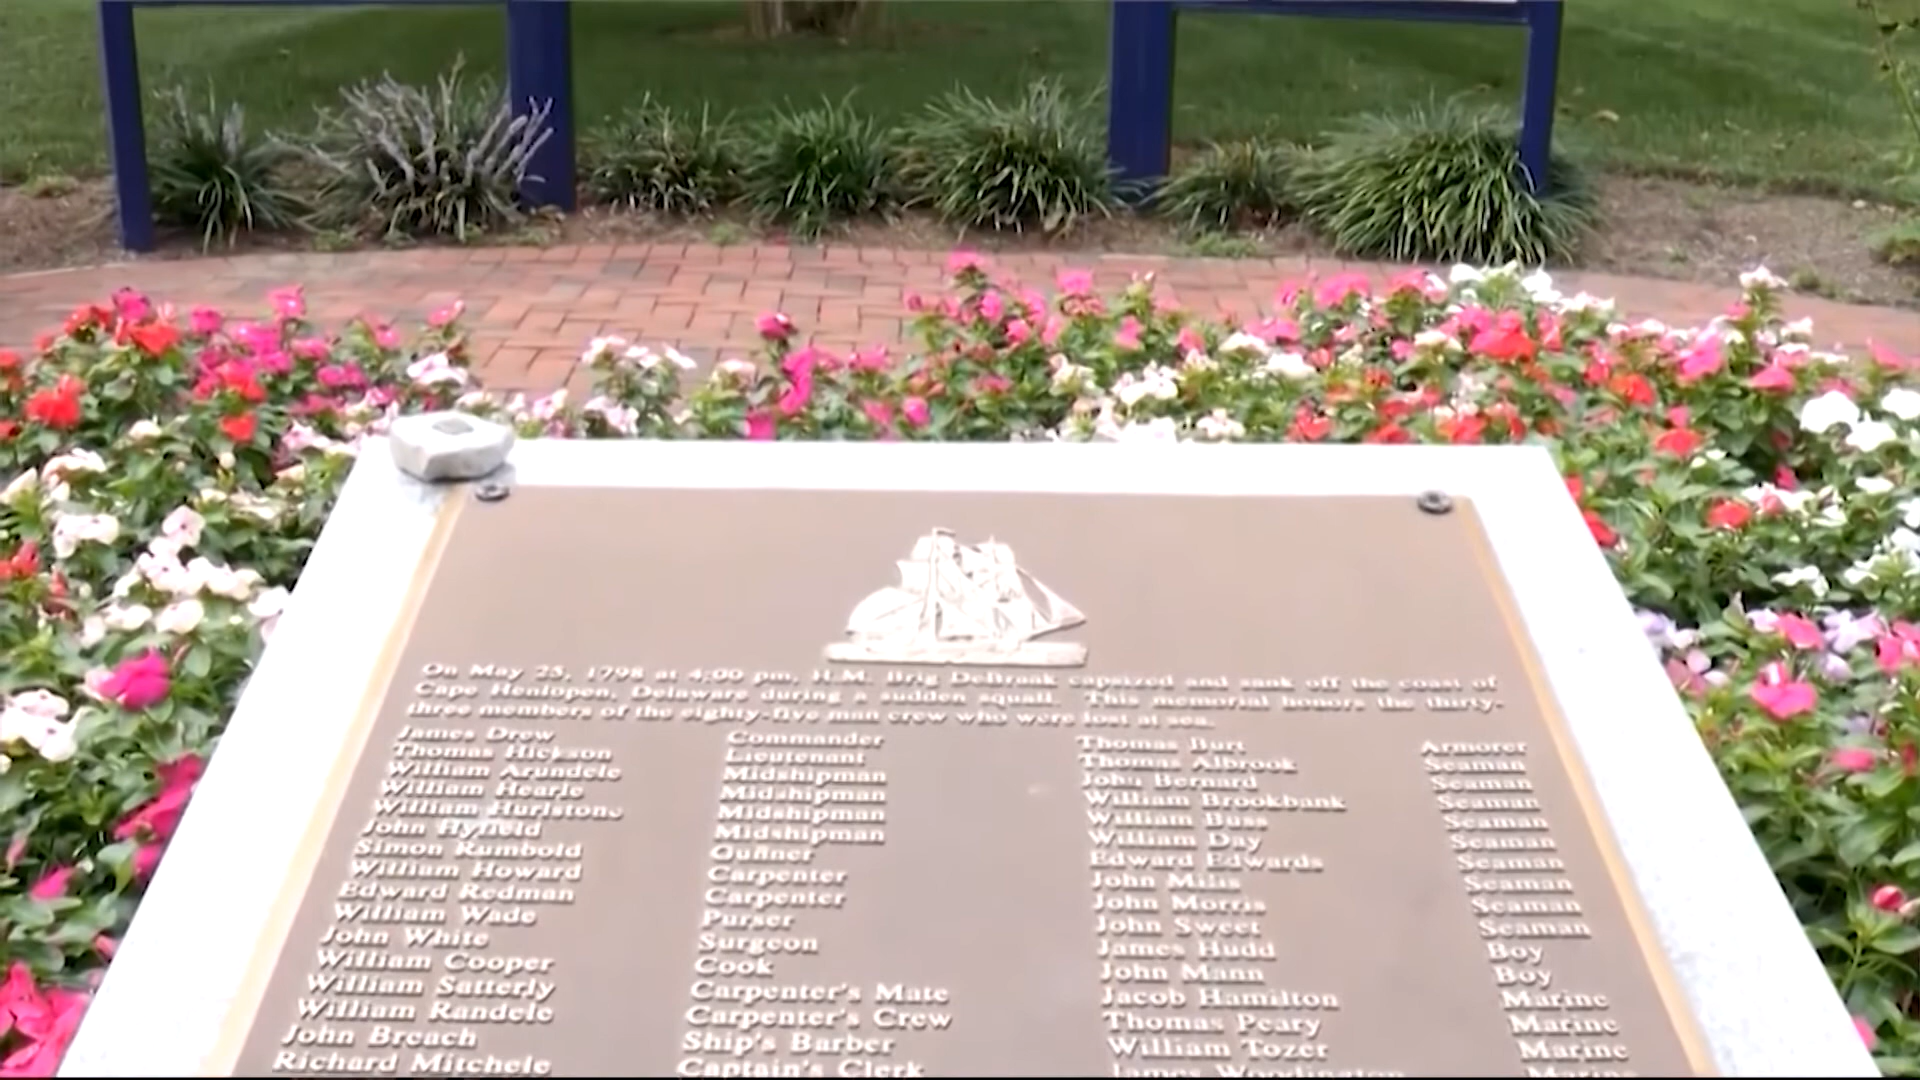 On May 25, 1798 at 4:00 pm, H.M. Brig DeBraak capsized and sank off the coast of
Cape Henlopen, Delaware during a sudden squall. This memorial honors the thirty-
three members of the eighty-five man crew who were lost at sea.
James Drew Commander Thomas Burt Armorer
Thomas Hickson Lieutenant Thomas Albrook Seaman
William Arundele Midshipman John Bernard Seaman
William Hearle Midshipman William Brookbank Seaman
William Hurlstone Midshipman William Buss Seaman
John Hyfield Midshipman William Day Seaman
Simon Rumbold Gunner Edward Edwards Seaman
William Howard Carpenter John Milis Seaman
Edward Redman Carpenter John Morris Seaman
William Wade Purser John Sweet Seaman
John White Surgeon James Hudd Boy
William Cooper Cook John Mann Boy
William Satterly Carpenter's Mate Jacob Hamilton Marine
William Randele Carpenter's Crew Thomas Peary Marine
John Breach Ship's Barber William Tozer Marine
Richard Mitchele Captain's Clerk James Woodington Marine